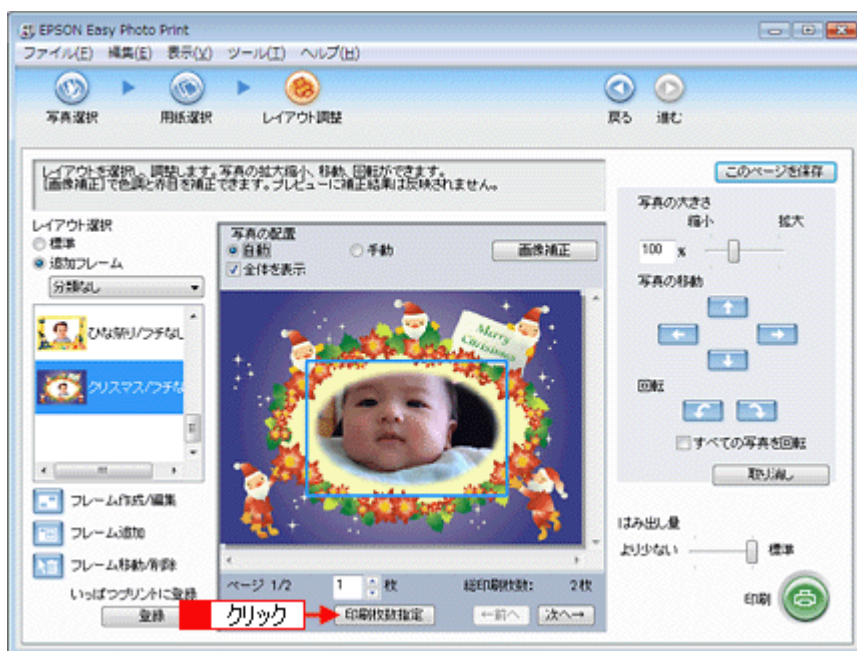 EPSON Easy Photo Print
ファイル(F) 編集(E) 表示(V) ツール(T) ヘルプ(H)
写真選択 用紙選択 レイアウト調整 戻る 進む
レイアウトを選択し、調整します。写真の拡大縮小、移動、回転ができます。
[画像補正]で色調と赤目を補正できます。プレビューに補正結果は反映されません。
このページを保存
レイアウト選択
標準
追加フレーム
分類なし
ひな祭り/フチなし
クリスマス/フチな
フレーム作成/編集
フレーム追加
フレーム移動/削除
いっぱつプリントに登録
登録
写真の配置
自動 手動 画像補正
全体を表示
Merry
Christmas
ページ 1/2 1 枚 総印刷枚数: 2枚
クリック 印刷枚数指定 ←前へ 次へ→
写真の大きさ
縮小 拡大
100 %
写真の移動
回転
すべての写真を回転
取り消し
はみ出し量
より少ない 標準
印刷